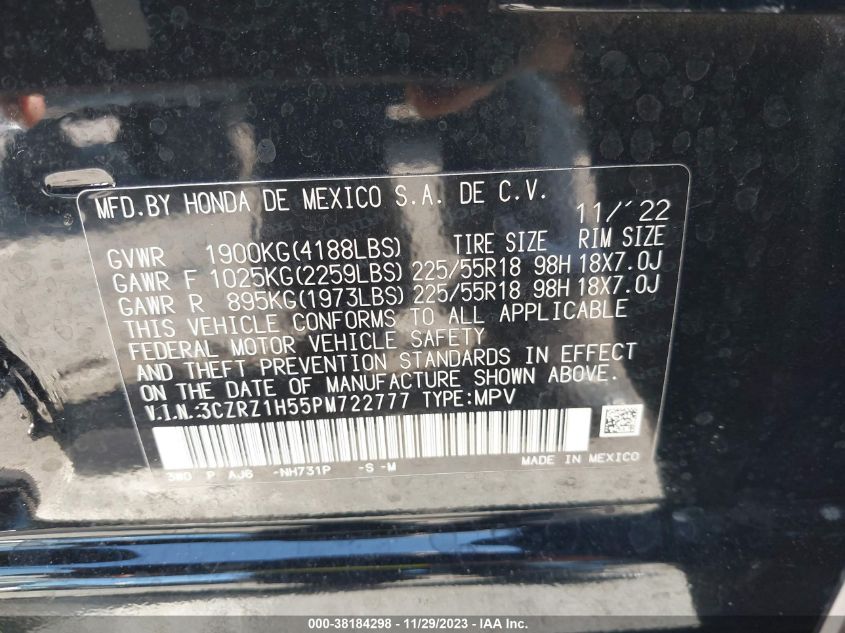 MFD.BY HONDA DE MEXICO S.A. DE C.V. 11/'22
GVWR 1900KG(4188LBS) TIRE SIZE RIM SIZE
GAWR F 1025KG(2259LBS) 225/55R18 98H 18X7.0J
GAWR R 895KG(1973LBS) 225/55R18 98H 18X7.0J
THIS VEHICLE CONFORMS TO ALL APPLICABLE
FEDERAL MOTOR VEHICLE SAFETY
AND THEFT PREVENTION STANDARDS IN EFFECT
ON THE DATE OF MANUFACTURE SHOWN ABOVE.
V.I.N.:3CZRZ1H55PM722777 TYPE:MPV
P AJ6 -NH731P -S -M MADE IN MEXICO
000-38184298 - 11/29/2023 - IAA Inc.